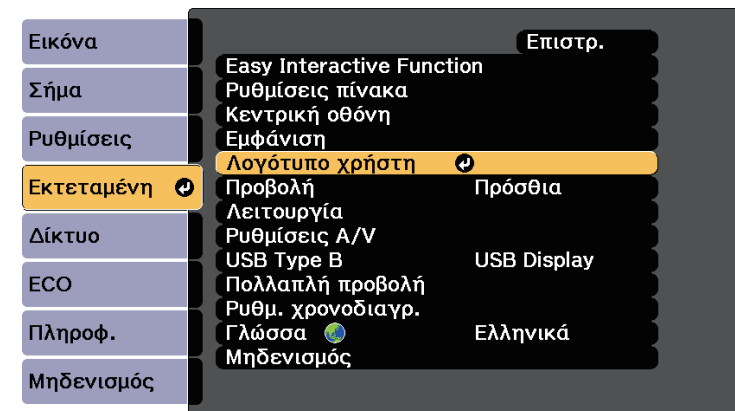 Εικόνα
Σήμα
Ρυθμίσεις
Εκτεταμένη
Δίκτυο
ECO
Πληροφ.
Μηδενισμός
Επιστρ.
Easy Interactive Function
Ρυθμίσεις πίνακα
Κεντρική οθόνη
Εμφάνιση
Λογότυπο χρήστη
Προβολή Πρόσθια
Λειτουργία
Ρυθμίσεις A/V
USB Type B USB Display
Πολλαπλή προβολή
Ρυθμ. χρονοδιαγρ.
Γλώσσα Ελληνικά
Μηδενισμός